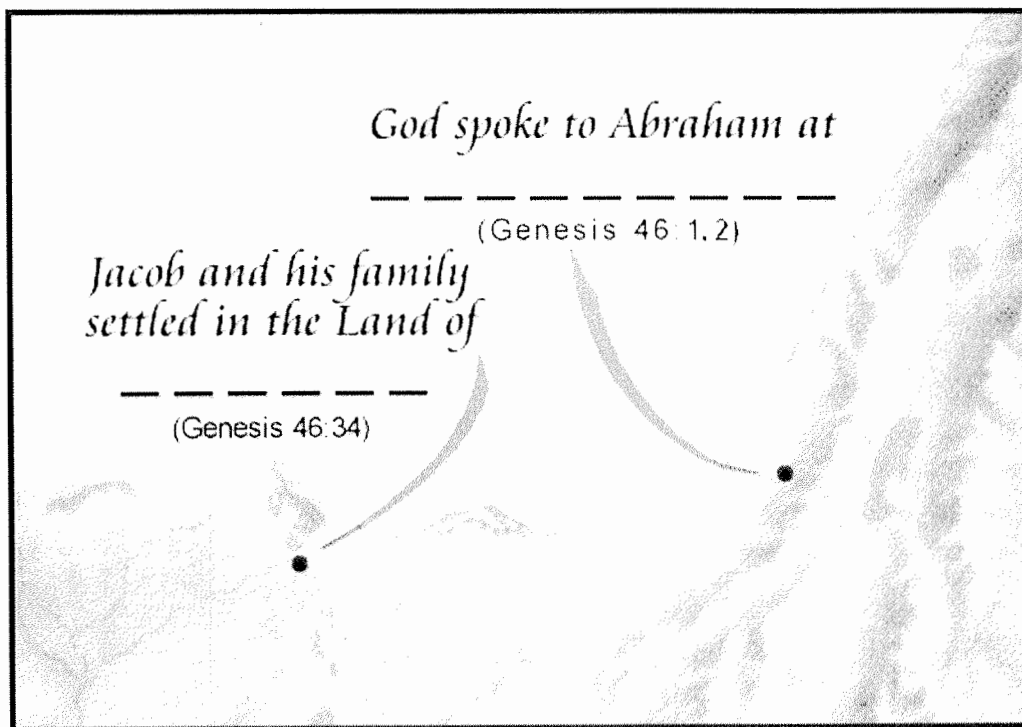 God spoke to Abraham at
_ _ _ _ _ _ _ _ _
(Genesis 46:1,2)
Jacob and his family
settled in the Land of
_ _ _ _ _ _
(Genesis 46:34)